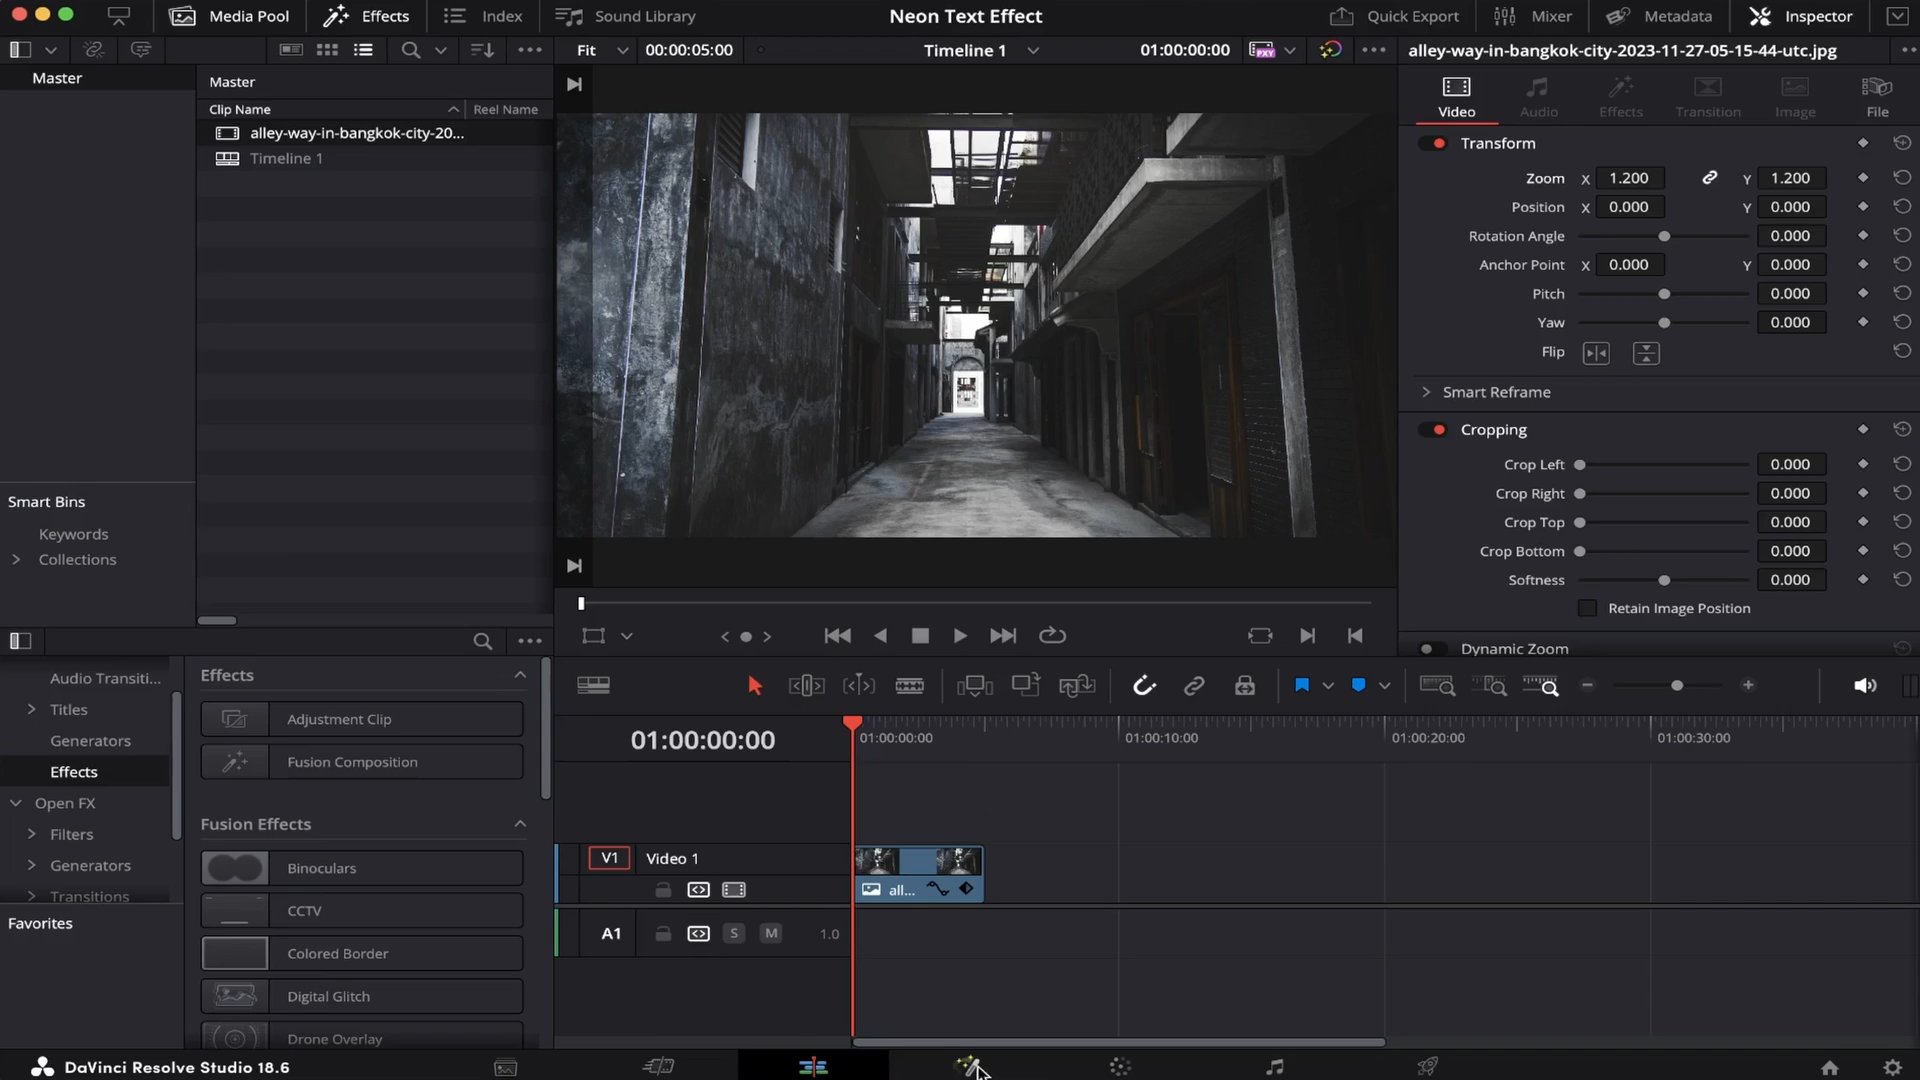 Media Pool Effects Index Sound Library Neon Text Effect Quick Export Mixer Metadata Inspector
Fit 00:00:05:00 Timeline 1 01:00:00:00 PXY alley-way-in-bangkok-city-2023-11-27-05-15-44-utc.jpg
Master
Master
Clip Name Reel Name
alley-way-in-bangkok-city-20...
Timeline 1
Smart Bins
Keywords
Collections
Video Audio Effects Transition Image File
Transform
Zoom X 1.200 Y 1.200
Position X 0.000 Y 0.000
Rotation Angle 0.000
Anchor Point X 0.000 Y 0.000
Pitch 0.000
Yaw 0.000
Flip
Smart Reframe
Cropping
Crop Left 0.000
Crop Right 0.000
Crop Top 0.000
Crop Bottom 0.000
Softness 0.000
Retain Image Position
Dynamic Zoom
Audio Transiti...
Titles
Generators
Effects
Open FX
Filters
Generators
Transitions
Favorites
Effects
Adjustment Clip
Fusion Composition
Fusion Effects
Binoculars
CCTV
Colored Border
Digital Glitch
Drone Overlay
01:00:00:00 01:00:00:00 01:00:10:00 01:00:20:00 01:00:30:00
V1 Video 1
all...
A1 S M 1.0
DaVinci Resolve Studio 18.6